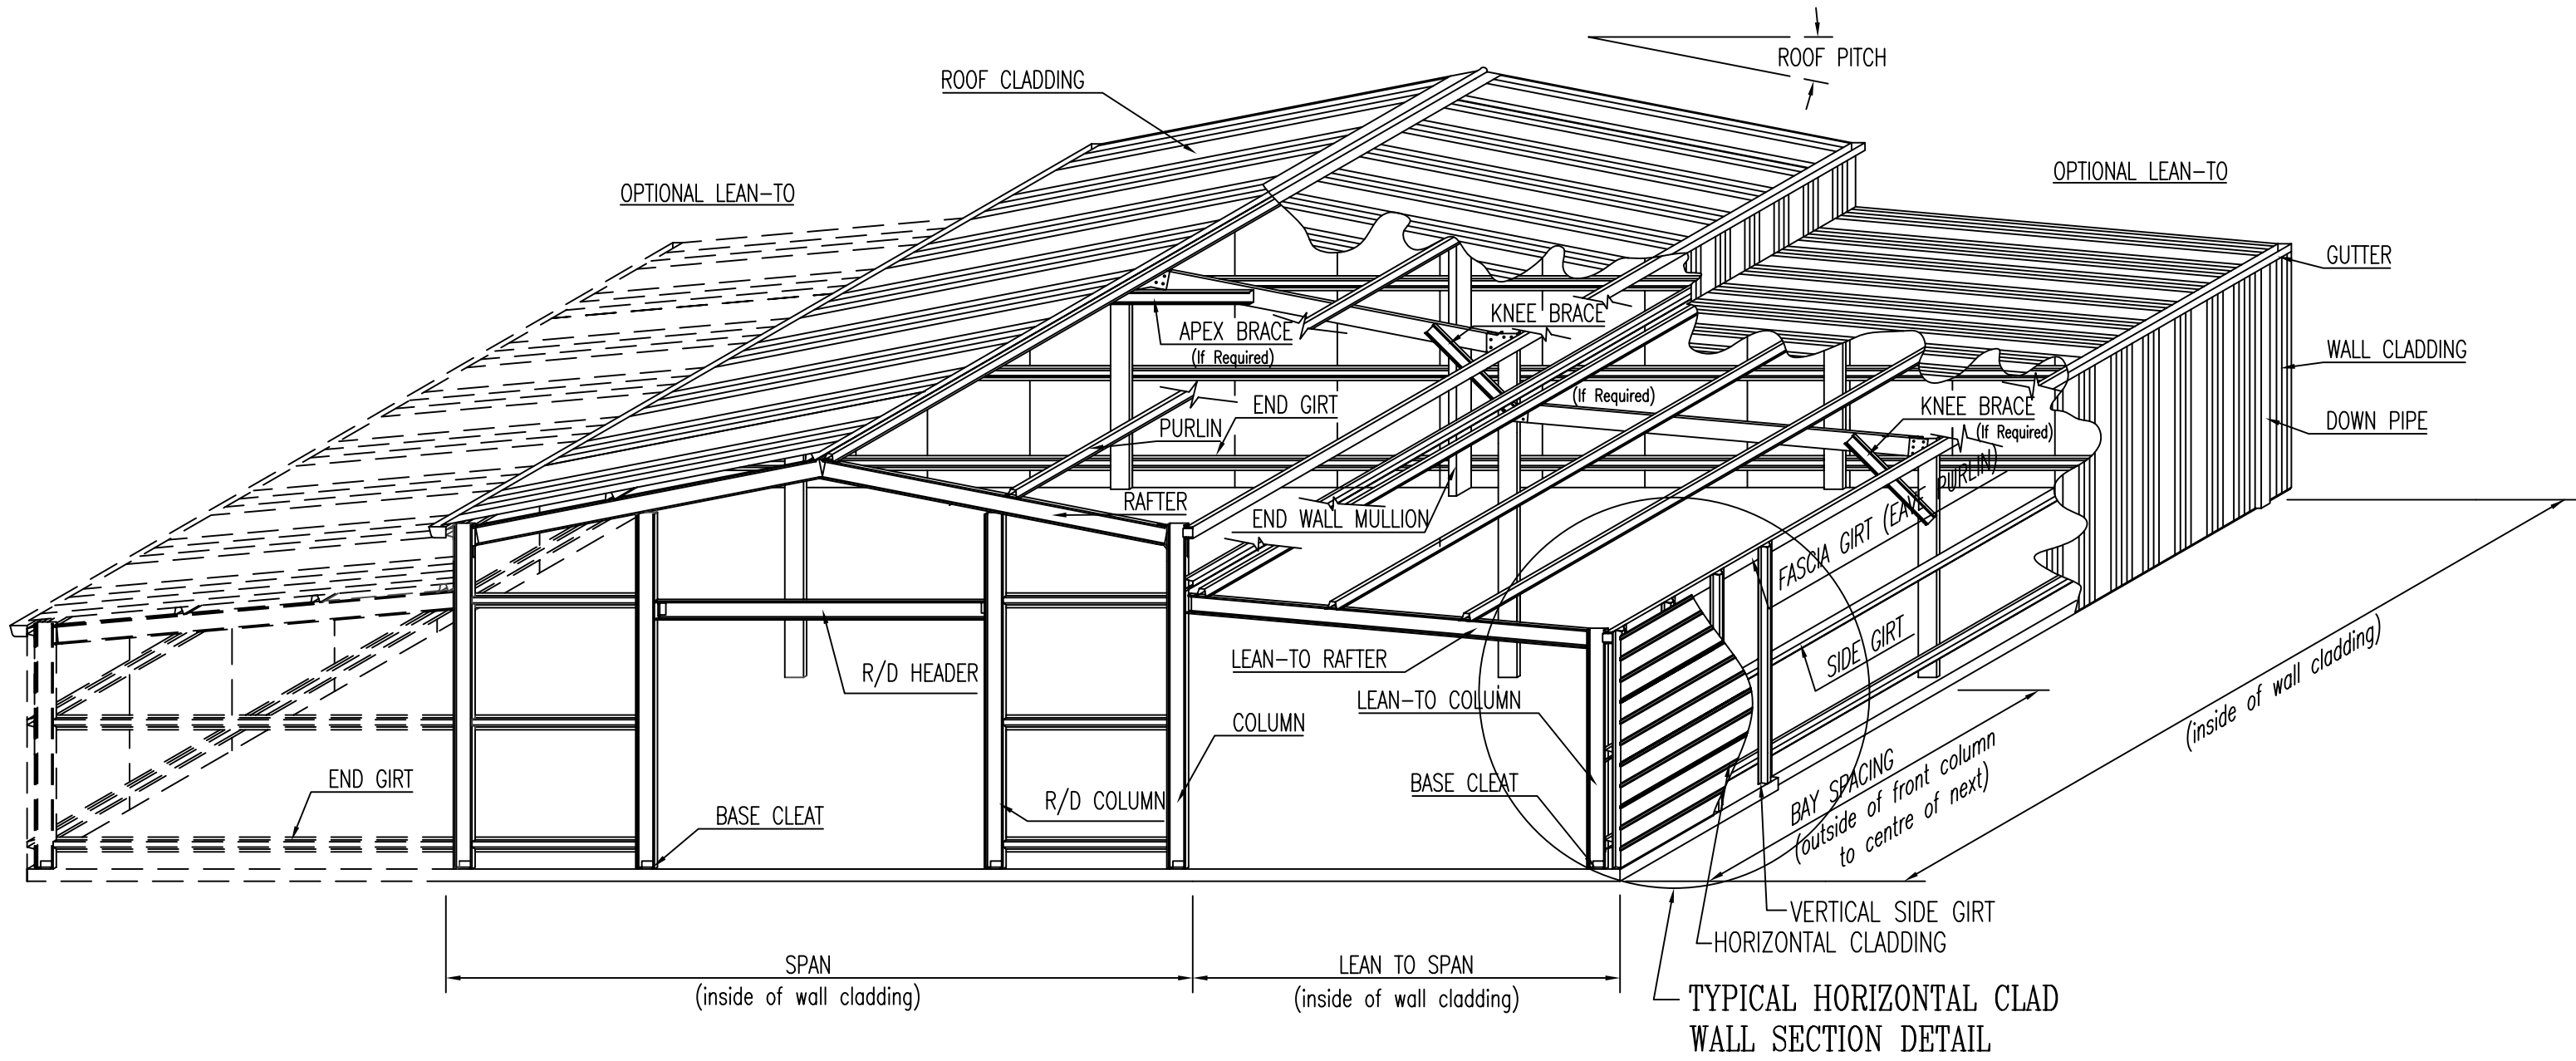 ROOF PITCH
ROOF CLADDING
OPTIONAL LEAN-TO
OPTIONAL LEAN-TO
GUTTER
KNEE BRACE
APEX BRACE
(If Required)
WALL CLADDING
(If Required)
END GIRT
KNEE BRACE
(If Required)
PURLIN
DOWN PIPE
RAFTER
END WALL MULLION
FASCIA GIRT (EAVE PURLIN)
SIDE GIRT
LEAN-TO RAFTER
R/D HEADER
LEAN-TO COLUMN
COLUMN
(inside of wall cladding)
END GIRT
BASE CLEAT
R/D COLUMN
BASE CLEAT
BAY SPACING
(outside of front column
to centre of next)
VERTICAL SIDE GIRT
HORIZONTAL CLADDING
SPAN
(inside of wall cladding)
LEAN TO SPAN
(inside of wall cladding)
TYPICAL HORIZONTAL CLAD
WALL SECTION DETAIL